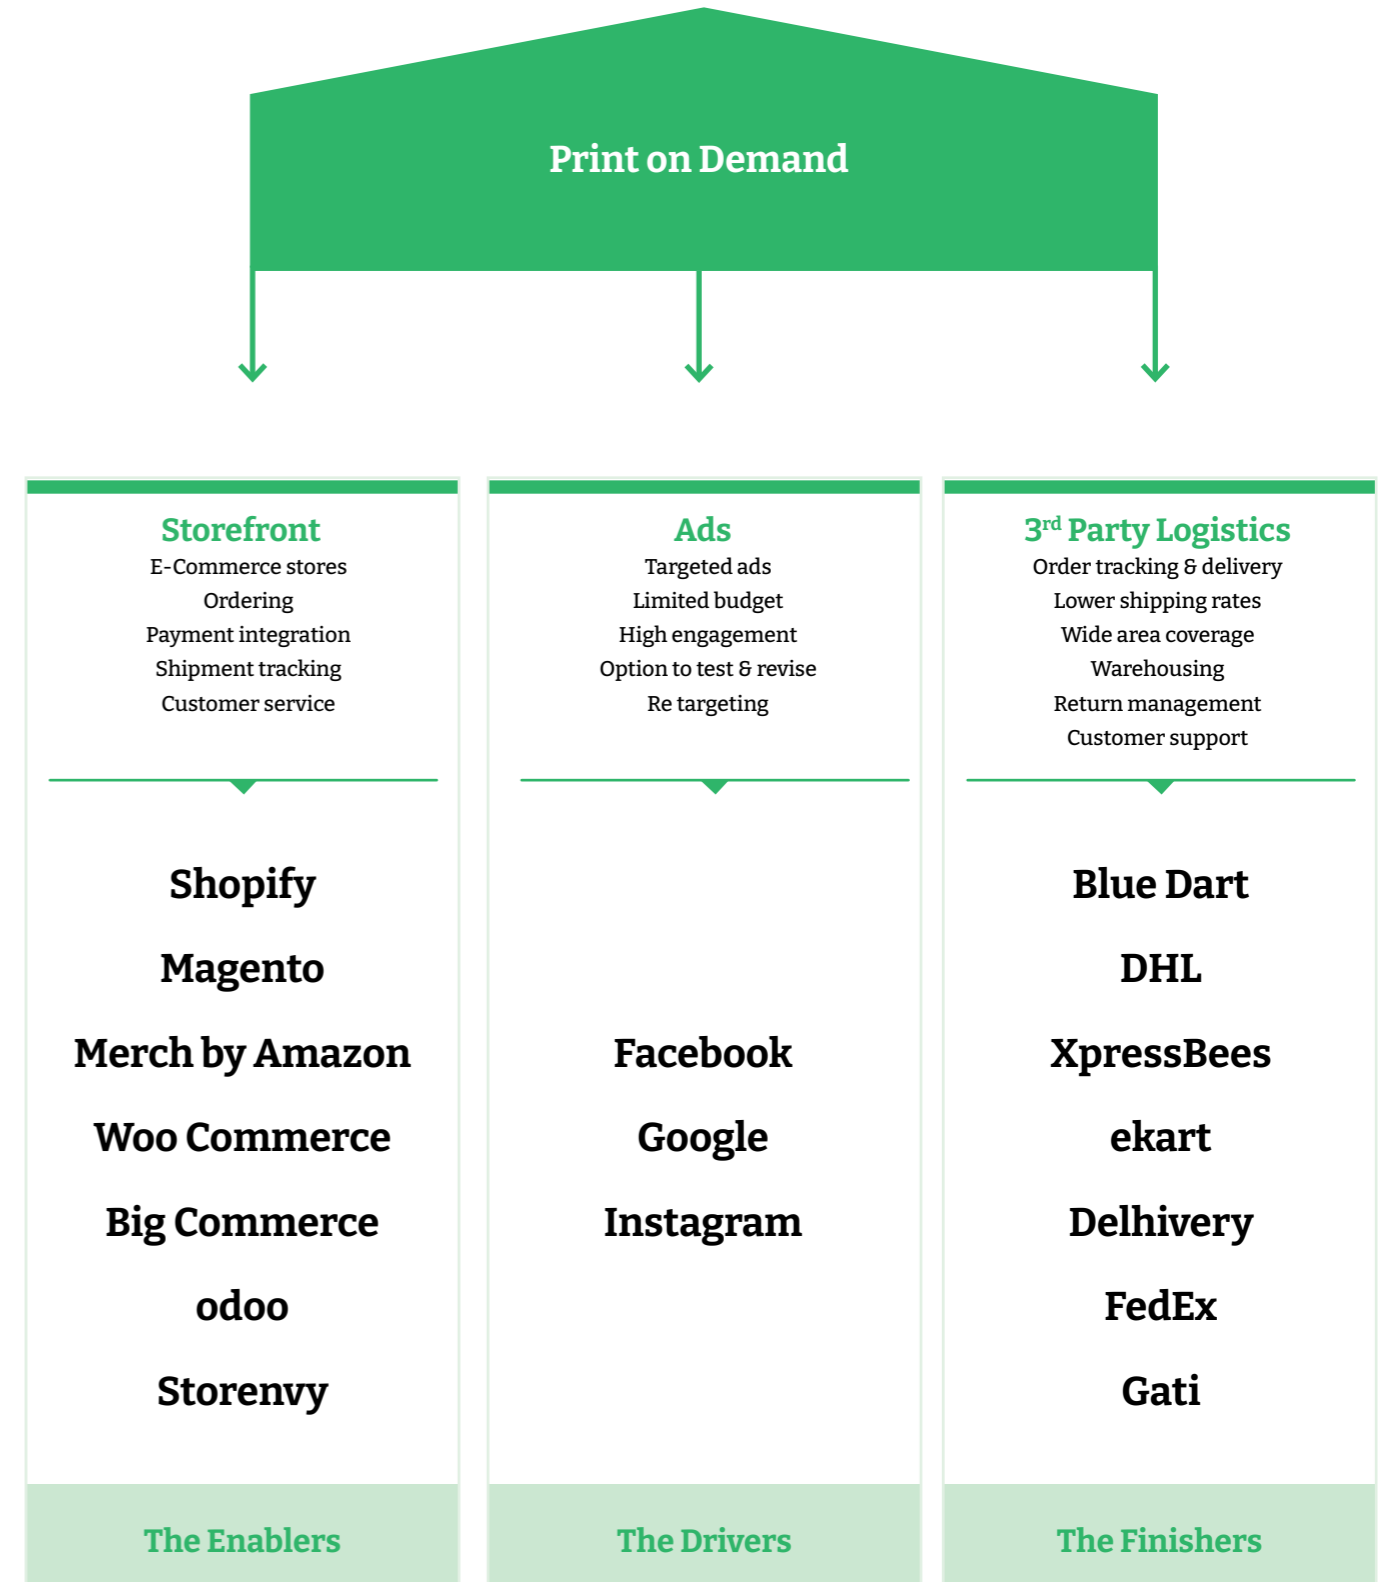 Print on Demand
Storefront
E-Commerce stores
Ordering
Payment integration
Shipment tracking
Customer service
Shopify
Magento
Merch by Amazon
Woo Commerce
Big Commerce
odoo
Storenvy
The Enablers
Ads
Targeted ads
Limited budget
High engagement
Option to test & revise
Re targeting
Facebook
Google
Instagram
The Drivers
3rd Party Logistics
Order tracking & delivery
Lower shipping rates
Wide area coverage
Warehousing
Return management
Customer support
Blue Dart
DHL
XpressBees
ekart
Delhivery
FedEx
Gati
The Finishers